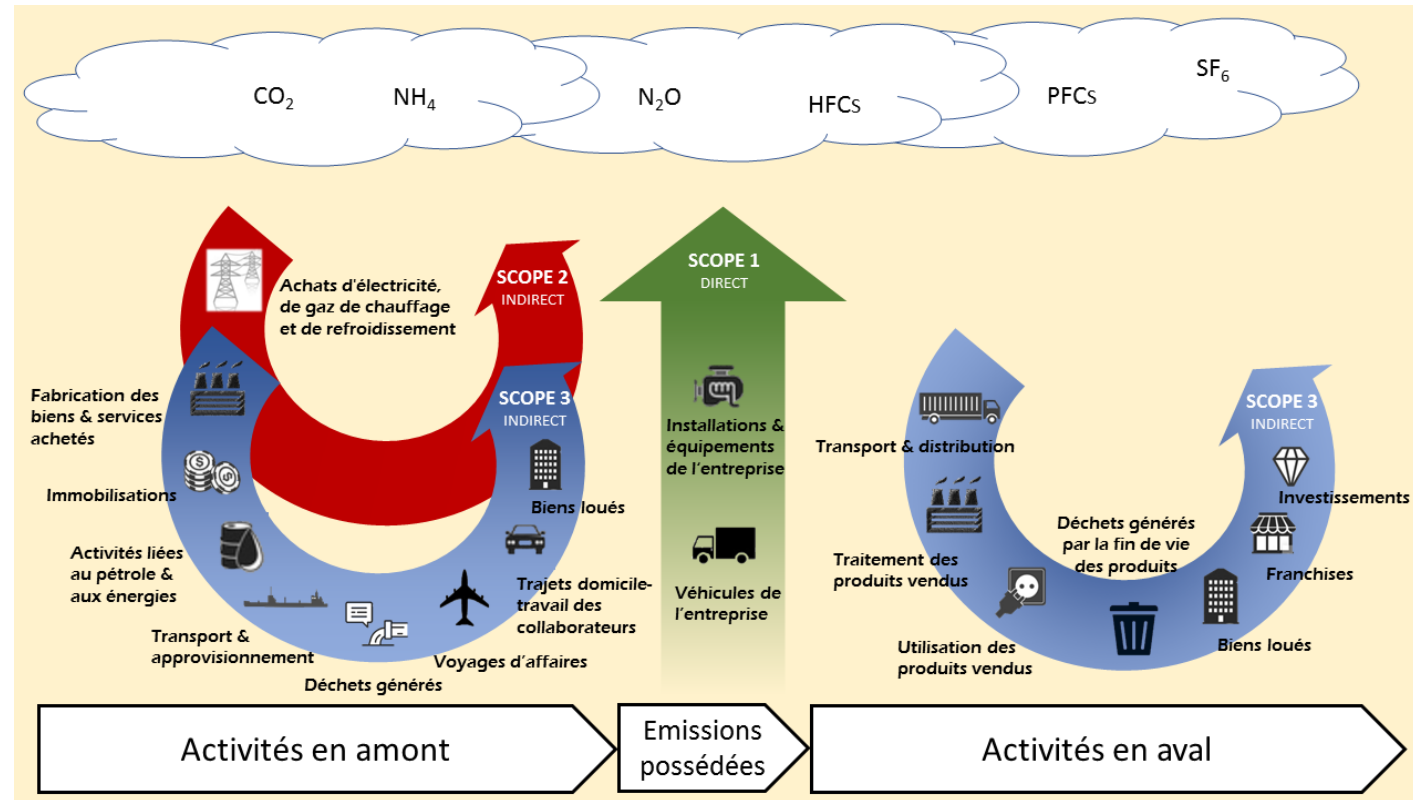 CO2
NH4
N2O
HFCs
PFCs
SF6
SCOPE 2
INDIRECT
Achats d'électricité,
de gaz de chauffage
et de refroidissement
SCOPE 3
INDIRECT
Fabrication des
biens & services
achetés
Immobilisations
Activités liées
au pétrole &
aux énergies
Transport &
approvisionnement
Déchets générés
Voyages d'affaires
Trajets domicile-
travail des
collaborateurs
Biens loués
SCOPE 1
DIRECT
Installations &
équipements
de l'entreprise
Véhicules de
l'entreprise
SCOPE 3
INDIRECT
Transport & distribution
Traitement des
produits vendus
Utilisation des
produits vendus
Déchets générés
par la fin de vie
des produits
Biens loués
Franchises
Investissements
Activités en amont
Emissions
possédées
Activités en aval